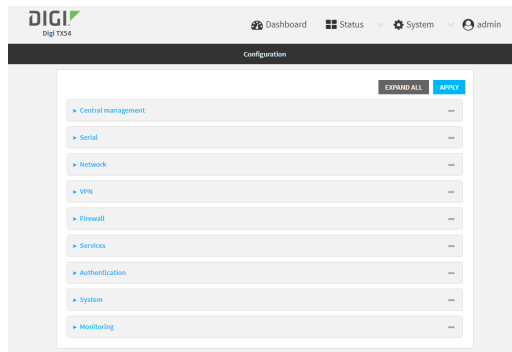 DIGI
Digi TX54
Dashboard Status System admin
Configuration
EXPAND ALL APPLY
Central management
Serial
Network
VPN
Firewall
Services
Authentication
System
Monitoring